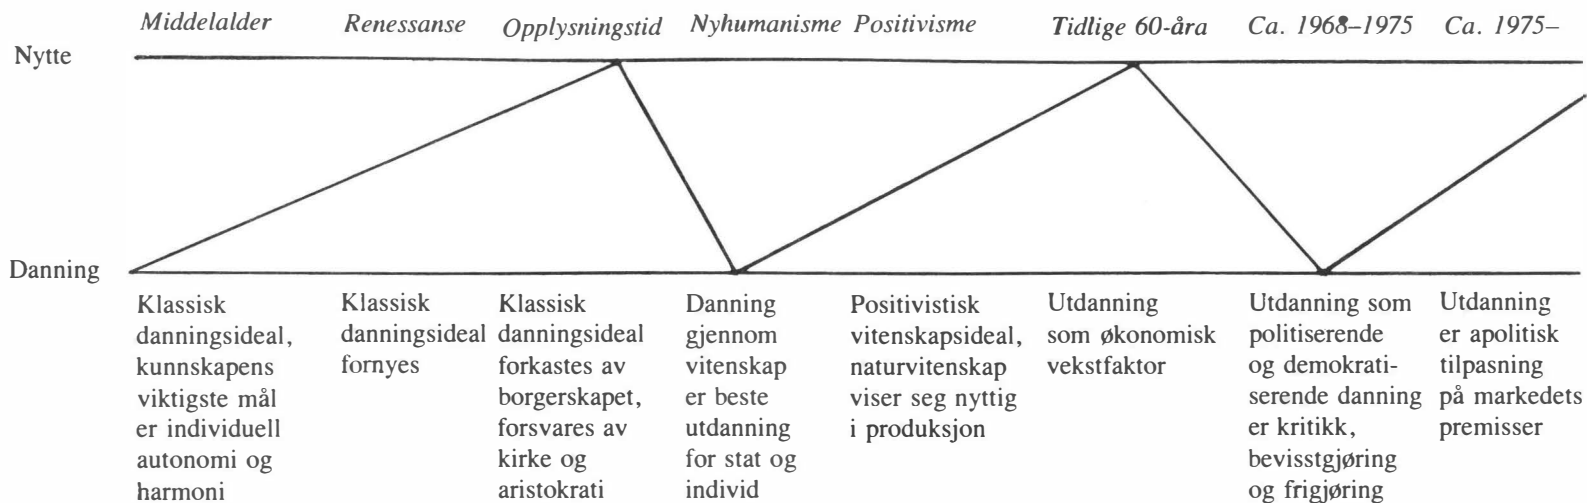 Middelalder Renessanse Opplysningstid Nyhumanisme Positivisme Tidlige 60-åra Ca. 1968–1975 Ca. 1975–
Nytte
Danning
Klassisk
danningsideal,
kunnskapens
viktigste mål
er individuell
autonomi og
harmoni
Klassisk
danningsideal
fornyes
Klassisk
danningsideal
forkastes av
borgerskapet,
forsvares av
kirke og
aristokrati
Danning
gjennom
vitenskap
er beste
utdanning
for stat og
individ
Positivistisk
vitenskapsideal,
naturvitenskap
viser seg nyttig
i produksjon
Utdanning
som økonomisk
vekstfaktor
Utdanning som
politiserende
og demokrati-
serende danning
er kritikk,
bevisstgjøring
og frigjøring
Utdanning
er apolitisk
tilpasning
på markedets
premisser